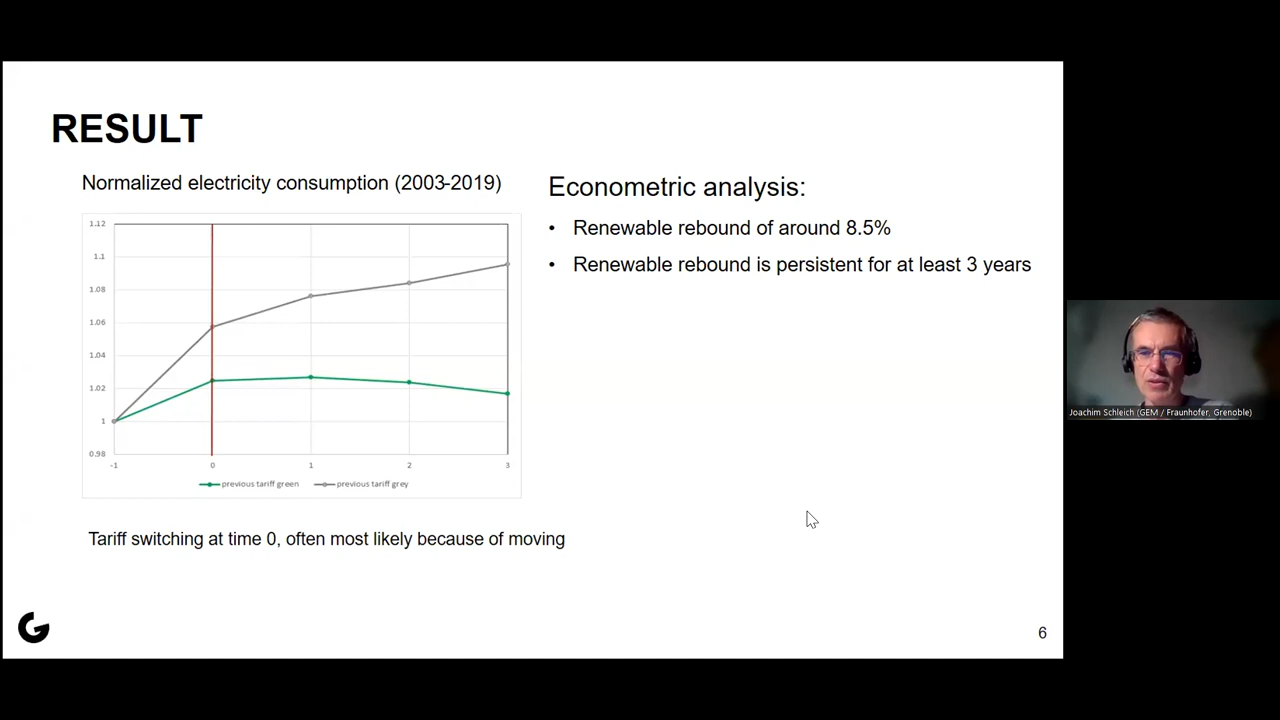 RESULT
Normalized electricity consumption (2003-2019)
1.12
1.1
1.08
1.06
1.04
1.02
1
0.98
-1 0 1 2 3
previous tariff green previous tariff grey
Tariff switching at time 0, often most likely because of moving
Econometric analysis:
• Renewable rebound of around 8.5%
• Renewable rebound is persistent for at least 3 years
Joachim Schleich (GEM / Fraunhofer, Grenoble)
6